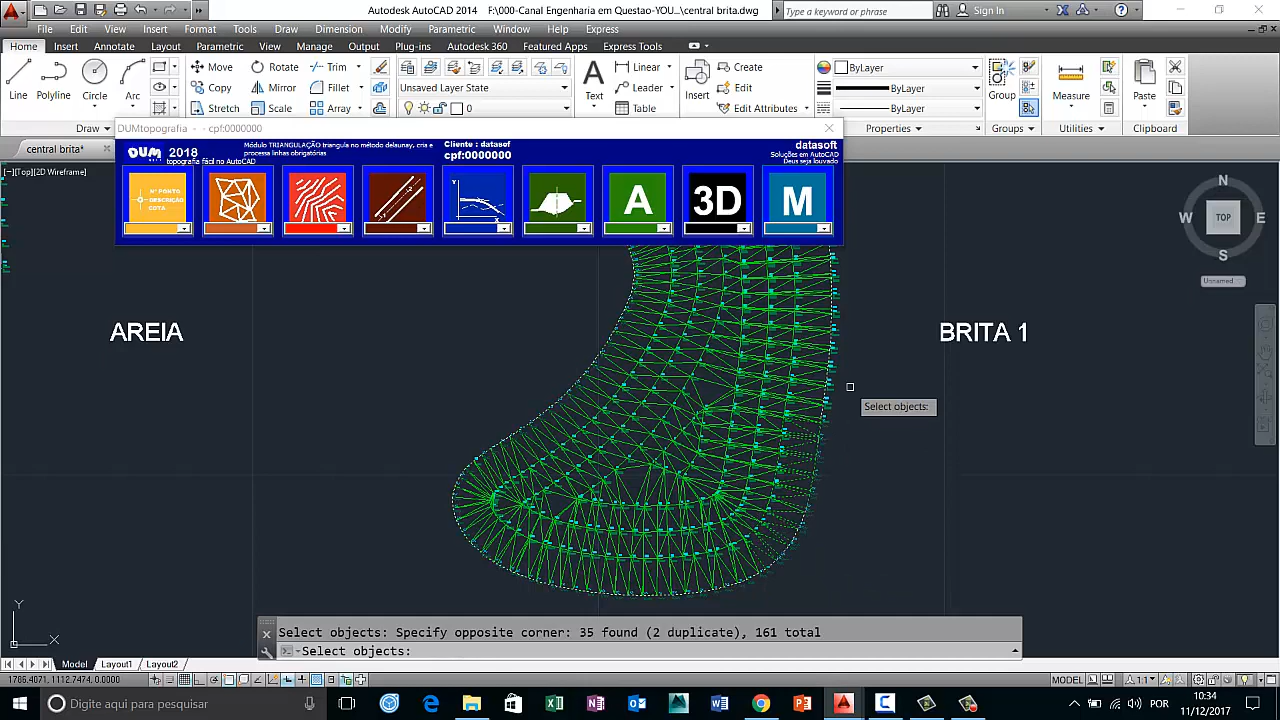 Autodesk AutoCAD 2014 F:\000-Canal Engenharia em Questao-YOU...\central brita.dwg
Type a keyword or phrase
Sign In
File Edit View Insert Format Tools Draw Dimension Modify Parametric Window Help Express
Home Insert Annotate Layout Parametric View Manage Output Plug-ins Autodesk 360 Featured Apps Express Tools
Line Polyline Circle Arc
Move Rotate Trim
Copy Mirror Fillet
Stretch Scale Array
Unsaved Layer State
0
Text
Linear
Leader
Table
Insert
Create
Edit
Edit Attributes
ByLayer
ByLayer
ByLayer
Group
Measure
Paste
Draw
Properties
Groups
Utilities
Clipboard
DUMtopografia - - cpf:0000000
central brita*
DUM 2018
topografia fácil no AutoCAD
Módulo TRIANGULAÇÃO triangula no método delaunay, cria e
processa linhas obrigatórias
Cliente : datasof
cpf:0000000
datasoft
Soluções em AutoCAD
Deus seja louvado
Nº PONTO
DESCRIÇÃO
COTA
Y
X
A
3D
M
[-][Top][2D Wireframe]
N
W TOP E
S
Unnamed
AREIA
BRITA 1
Select objects:
Y
X
Select objects: Specify opposite corner: 35 found (2 duplicate), 161 total
Select objects:
Model Layout1 Layout2
1786.4071, 1112.7474, 0.0000
MODEL
1:1
Digite aqui para pesquisar
POR
10:34
11/12/2017